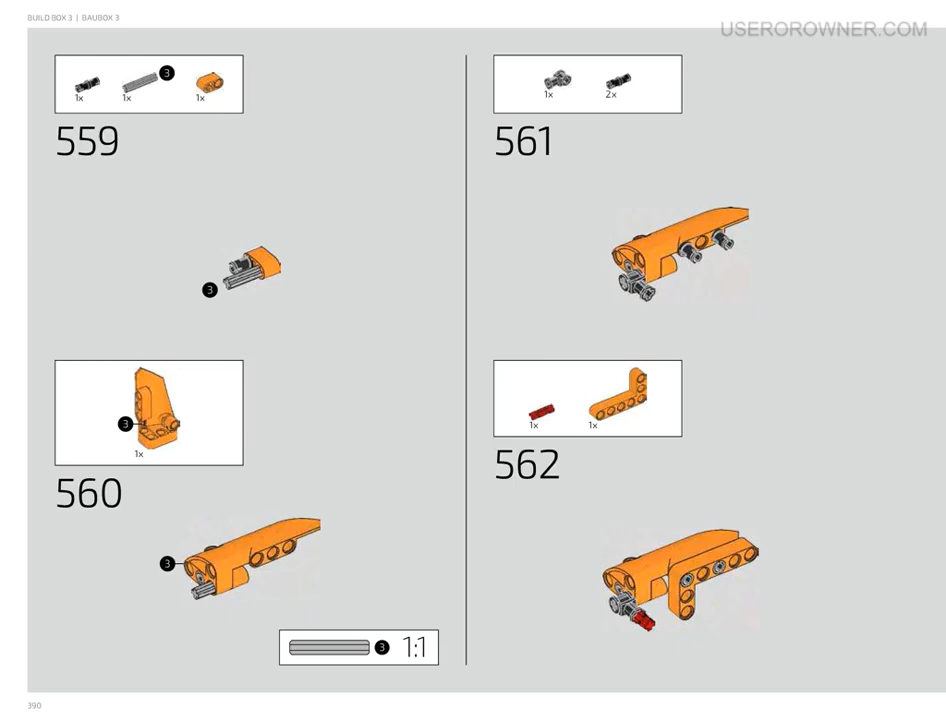 BUILD BOX 3 | BAUBOX 3
USEROROWNER.COM
3
1x
1x
1x
559
3
3
1x
560
3
3
1:1
1x
2x
561
1x
1x
562
390